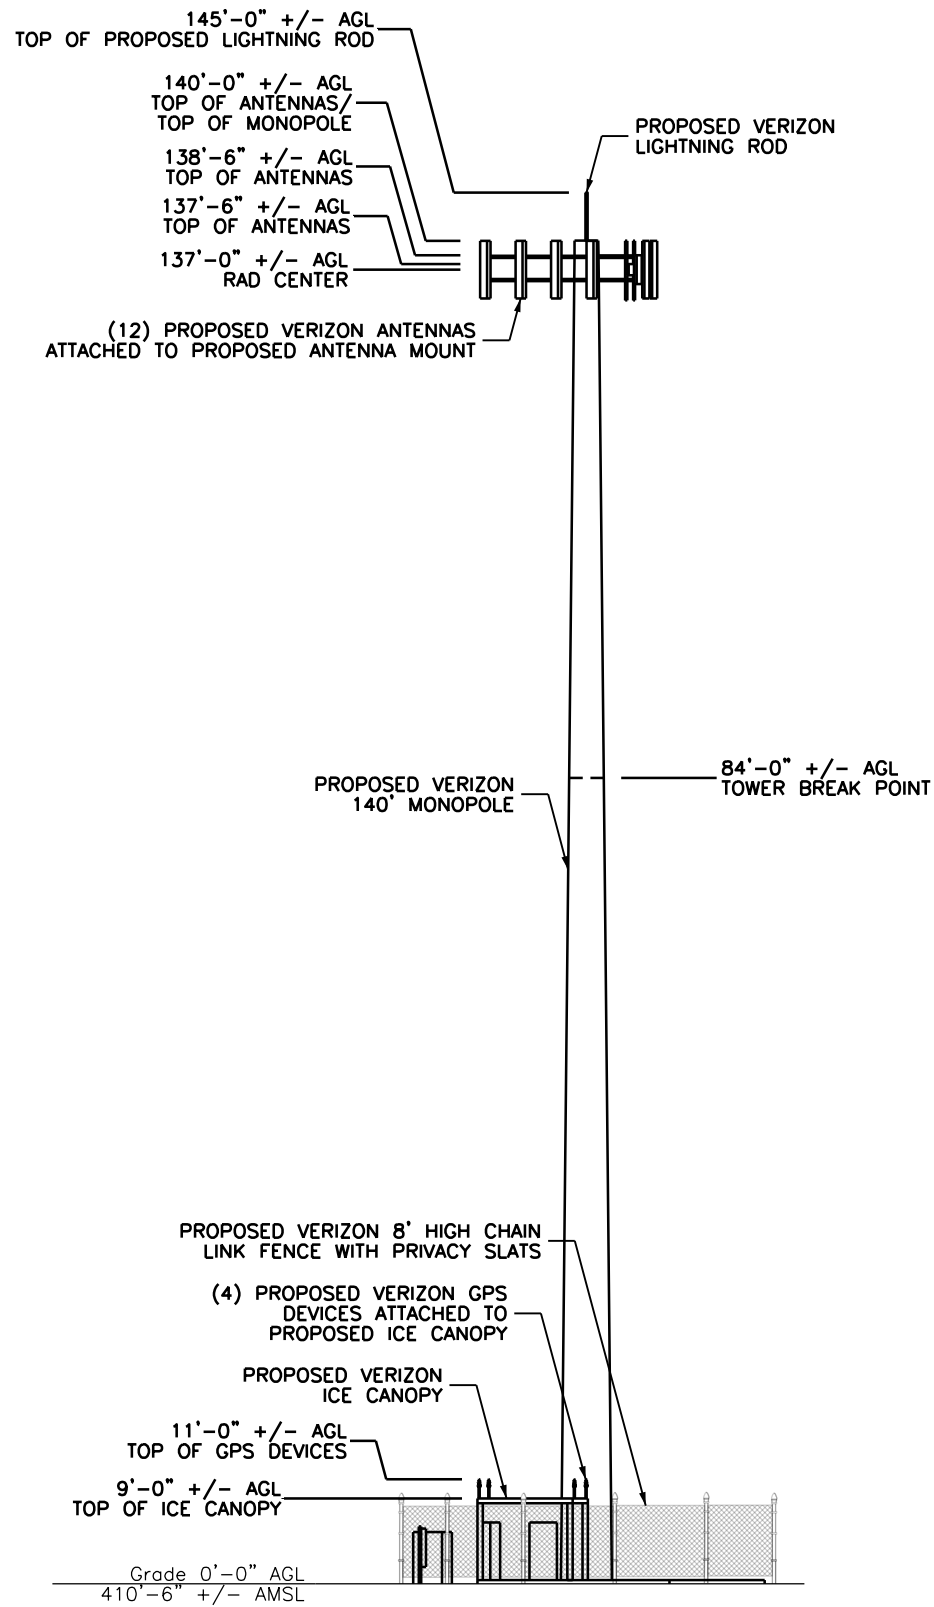 145'-0" +/- AGL
TOP OF PROPOSED LIGHTNING ROD
140'-0" +/- AGL
TOP OF ANTENNAS/
TOP OF MONOPOLE
PROPOSED VERIZON
LIGHTNING ROD
138'-6" +/- AGL
TOP OF ANTENNAS
137'-6" +/- AGL
TOP OF ANTENNAS
137'-0" +/- AGL
RAD CENTER
(12) PROPOSED VERIZON ANTENNAS
ATTACHED TO PROPOSED ANTENNA MOUNT
84'-0" +/- AGL
TOWER BREAK POINT
PROPOSED VERIZON
140' MONOPOLE
PROPOSED VERIZON 8' HIGH CHAIN
LINK FENCE WITH PRIVACY SLATS
(4) PROPOSED VERIZON GPS
DEVICES ATTACHED TO
PROPOSED ICE CANOPY
PROPOSED VERIZON
ICE CANOPY
11'-0" +/- AGL
TOP OF GPS DEVICES
9'-0" +/- AGL
TOP OF ICE CANOPY
Grade 0'-0" AGL
410'-6" +/- AMSL